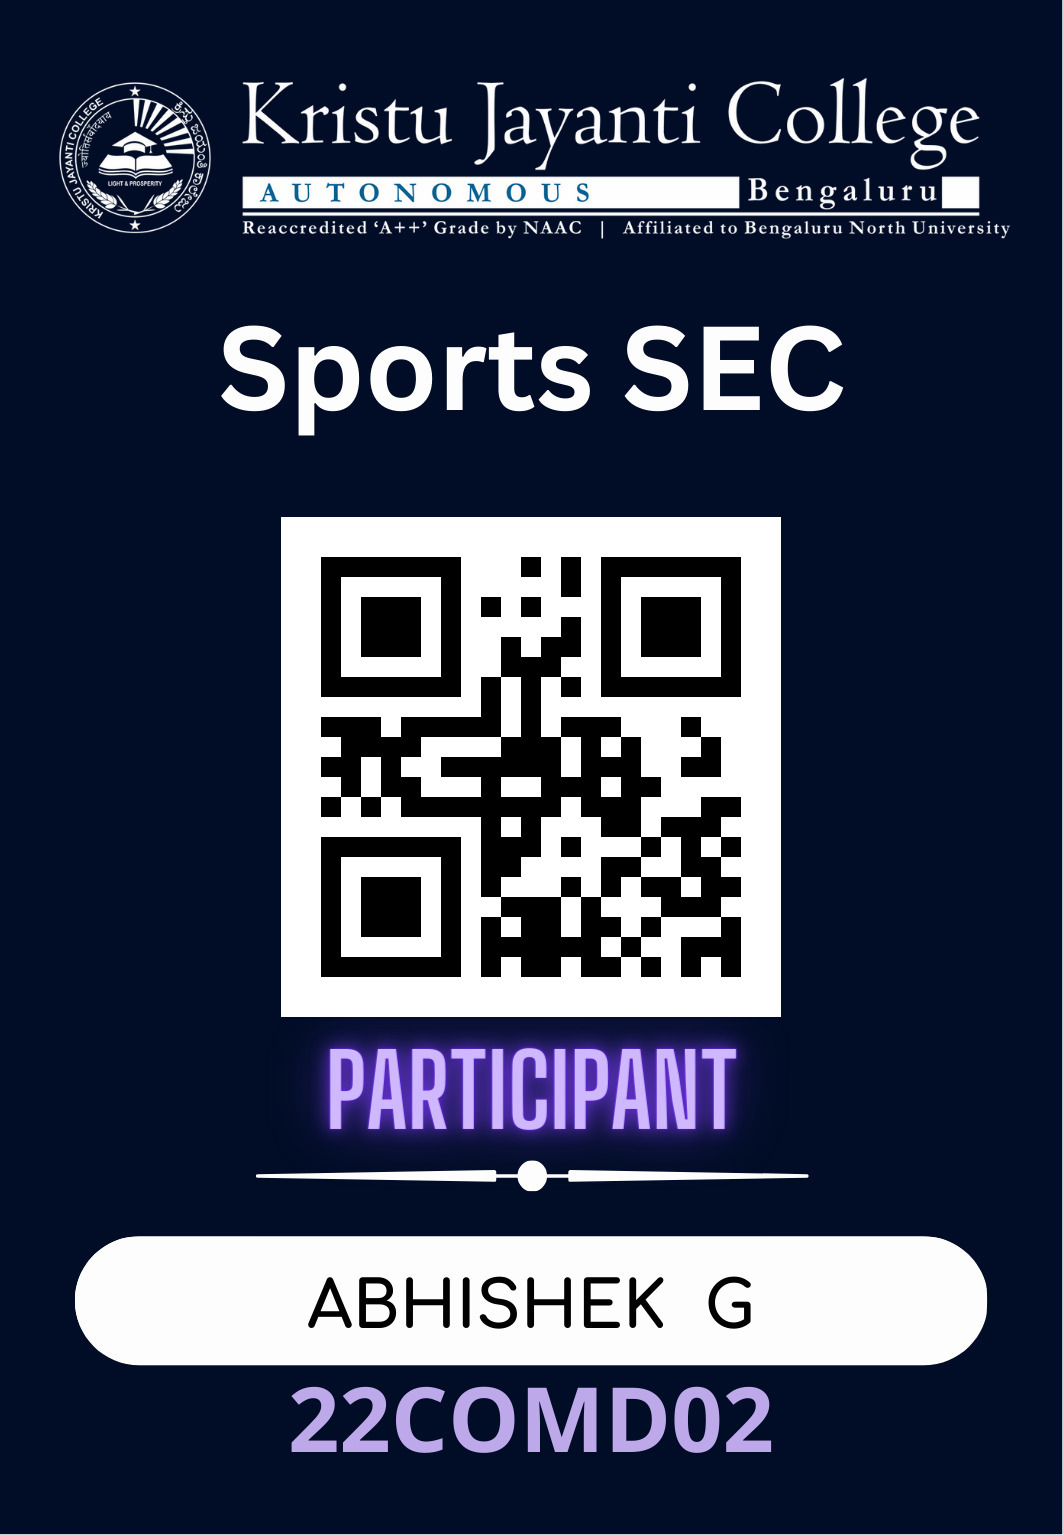 KRISTU JAYANTI COLLEGE
ज्योतिसंवाद्याय
ಕ್ರಿಸ್ತು ಜಯಂತಿ ಕಾಲೇಜು
LIGHT & PROSPERITY
Kristu Jayanti College
AUTONOMOUS Bengaluru
Reaccredited ‘A++’ Grade by NAAC | Affiliated to Bengaluru North University
Sports SEC
PARTICIPANT
ABHISHEK G
22COMD02